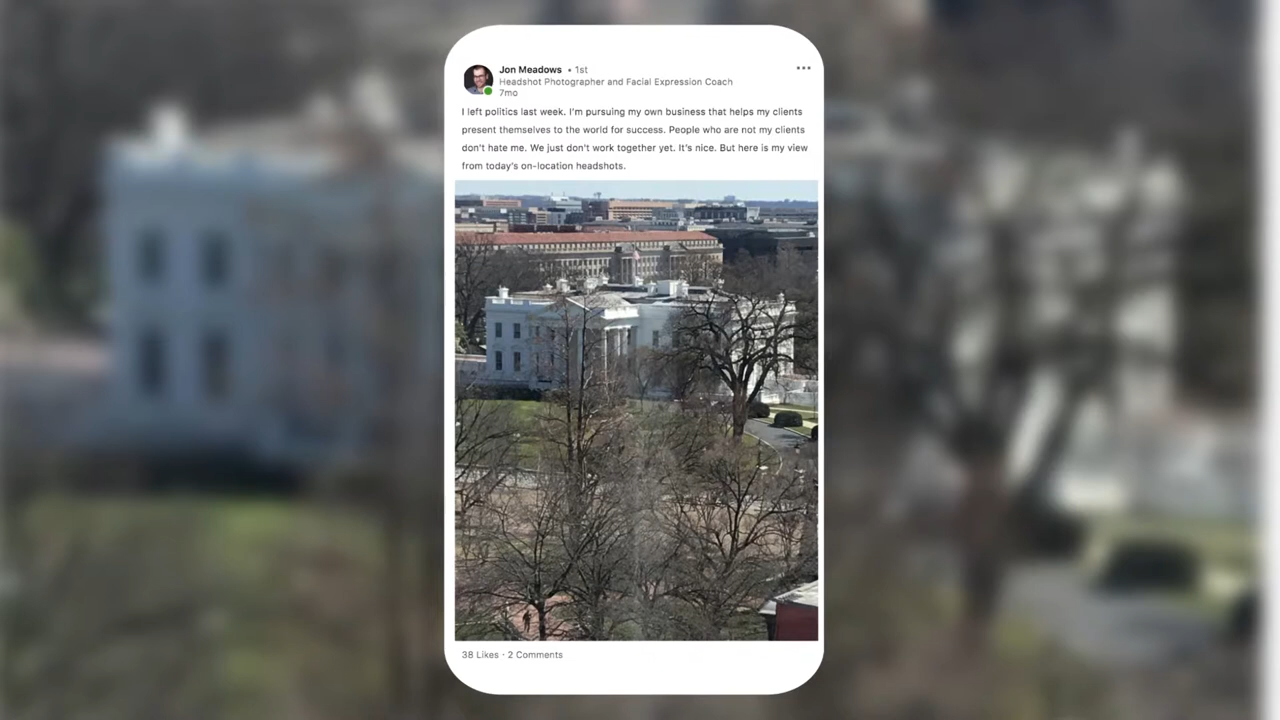 Jon Meadows • 1st
Headshot Photographer and Facial Expression Coach
7mo
I left politics last week. I'm pursuing my own business that helps my clients
present themselves to the world for success. People who are not my clients
don't hate me. We just don't work together yet. It's nice. But here is my view
from today's on-location headshots.
38 Likes · 2 Comments